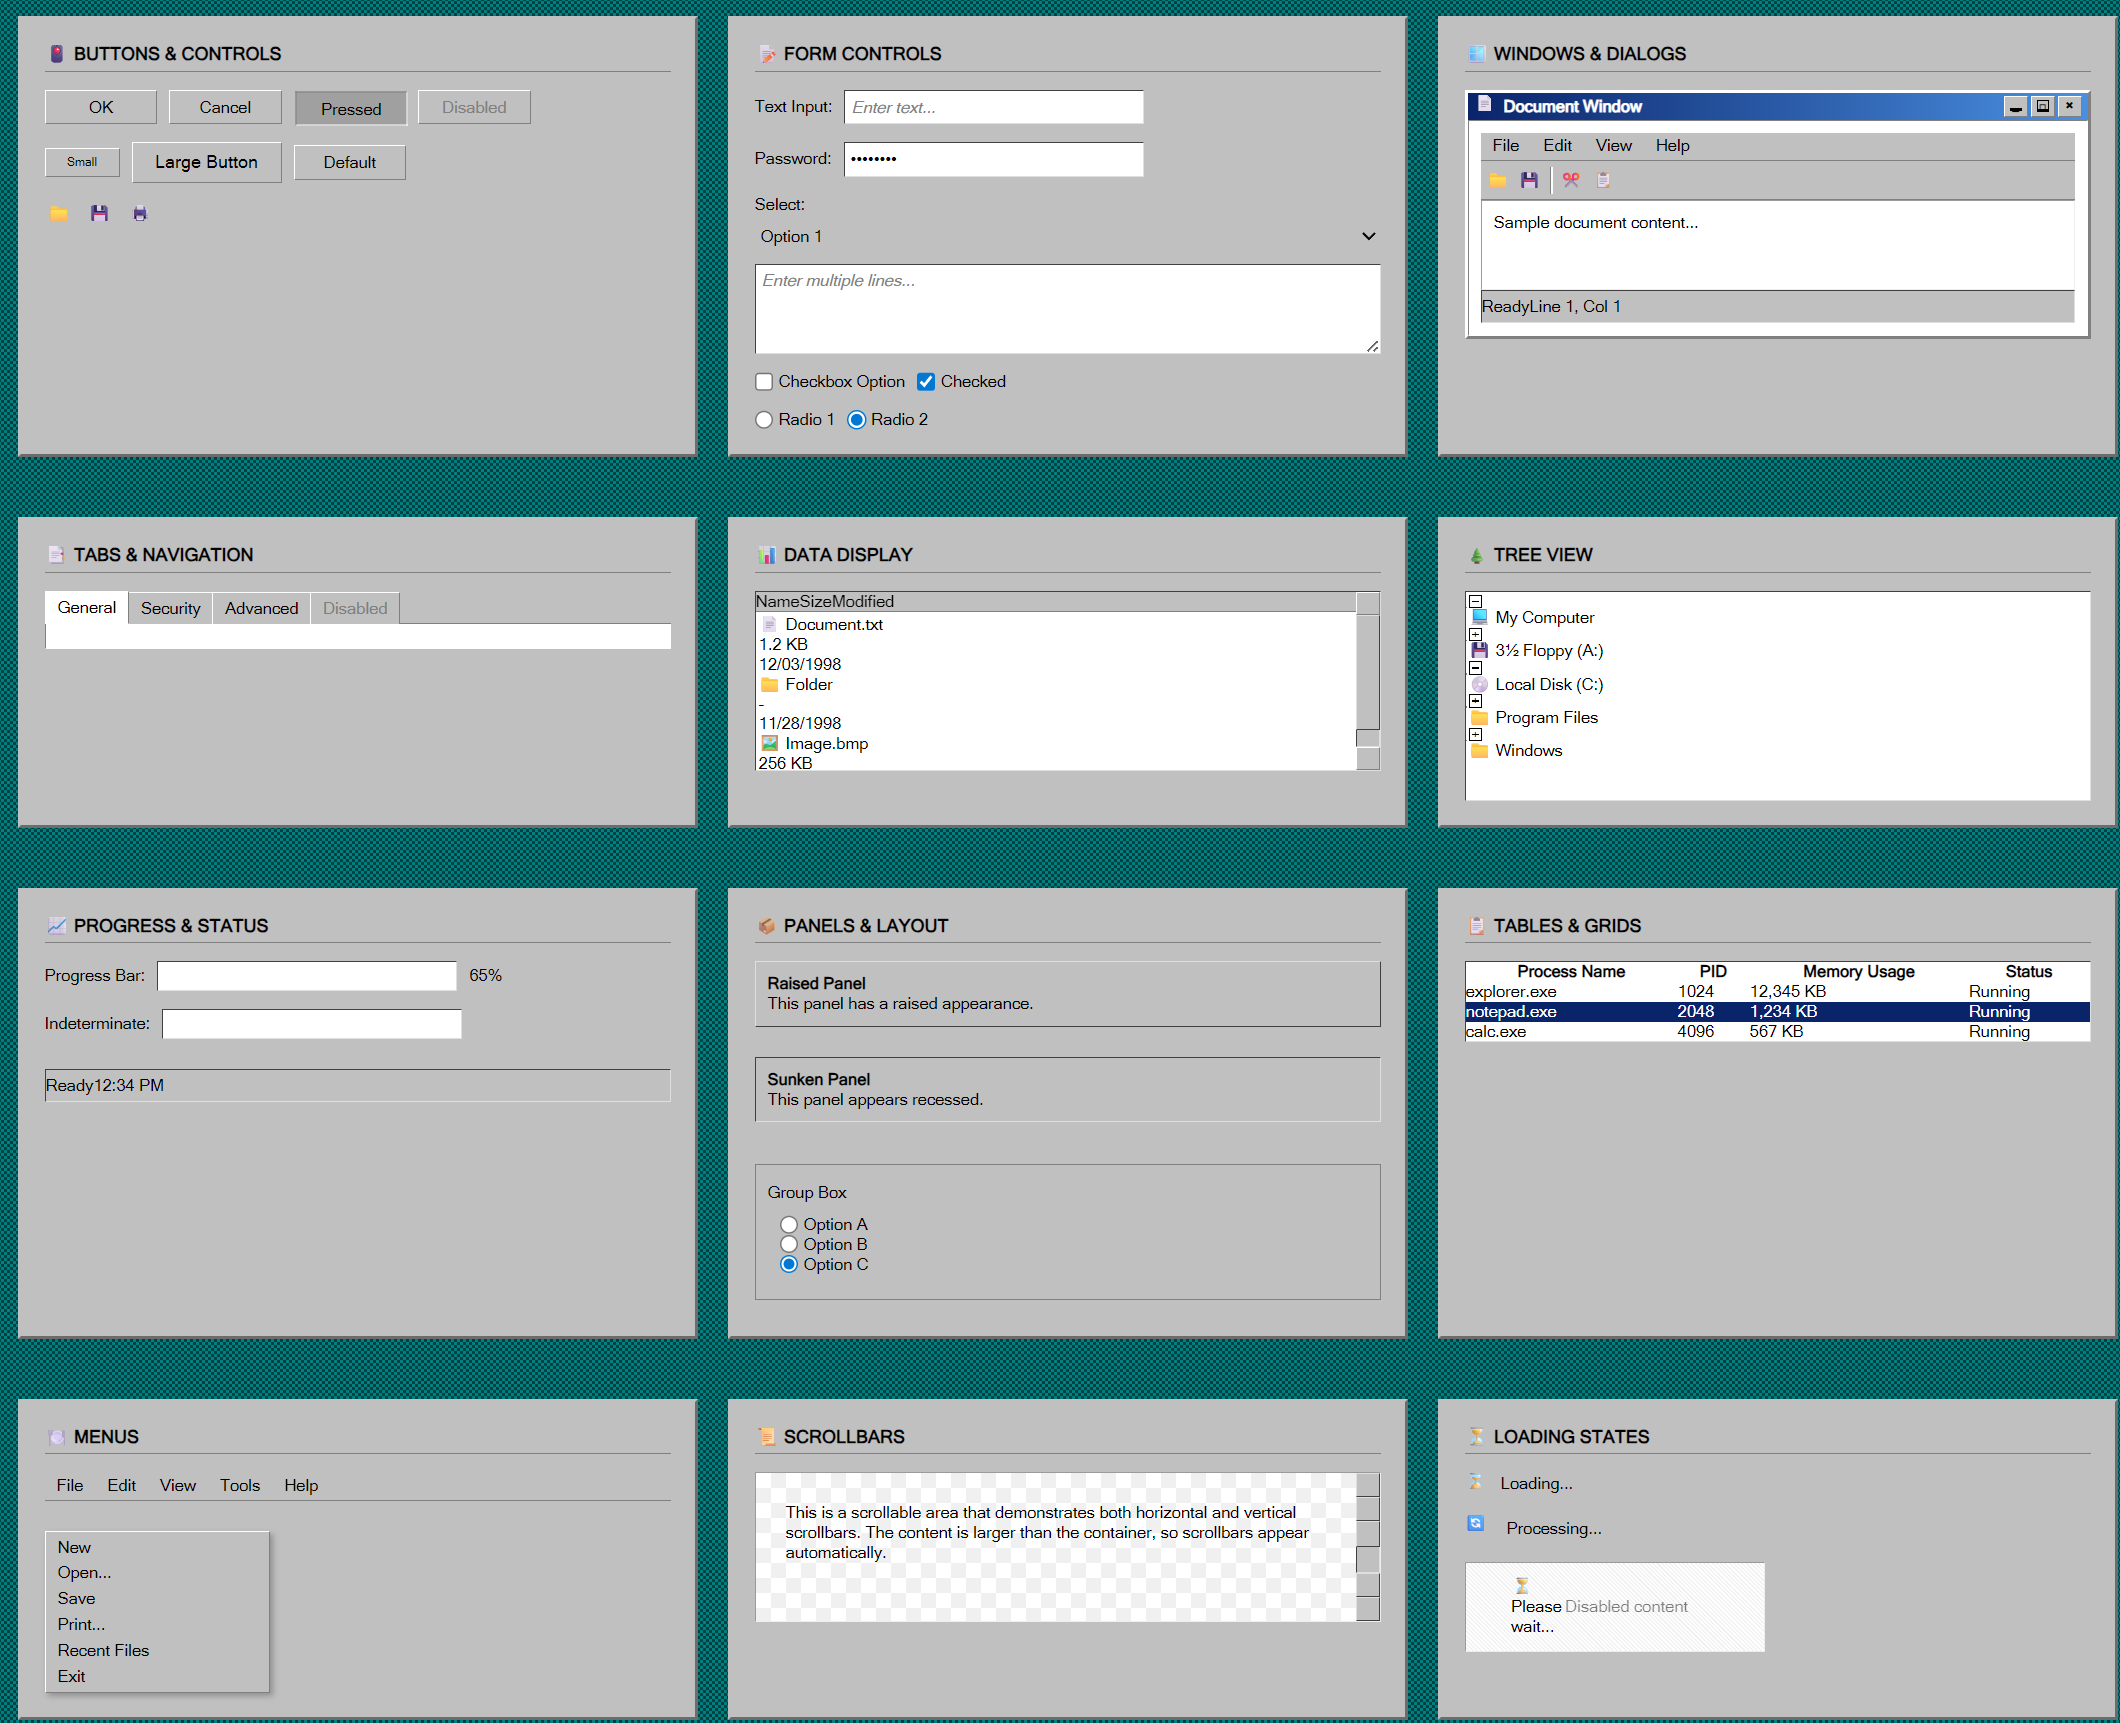 BUTTONS & CONTROLS
OK Cancel Pressed Disabled
Small Large Button Default
FORM CONTROLS
Text Input: Enter text...
Password: ••••••••
Select:
Option 1
Enter multiple lines...
Checkbox Option Checked
Radio 1 Radio 2
WINDOWS & DIALOGS
Document Window
File Edit View Help
Sample document content...
ReadyLine 1, Col 1
TABS & NAVIGATION
General Security Advanced Disabled
DATA DISPLAY
NameSizeModified
Document.txt
1.2 KB
12/03/1998
Folder
-
11/28/1998
Image.bmp
256 KB
TREE VIEW
My Computer
3½ Floppy (A:)
Local Disk (C:)
Program Files
Windows
PROGRESS & STATUS
Progress Bar: 65%
Indeterminate:
Ready12:34 PM
PANELS & LAYOUT
Raised Panel
This panel has a raised appearance.
Sunken Panel
This panel appears recessed.
Group Box
Option A
Option B
Option C
TABLES & GRIDS
Process Name PID Memory Usage Status
explorer.exe 1024 12,345 KB Running
notepad.exe 2048 1,234 KB Running
calc.exe 4096 567 KB Running
MENUS
File Edit View Tools Help
New
Open...
Save
Print...
Recent Files
Exit
SCROLLBARS
This is a scrollable area that demonstrates both horizontal and vertical
scrollbars. The content is larger than the container, so scrollbars appear
automatically.
LOADING STATES
Loading...
Processing...
Please Disabled content
wait...